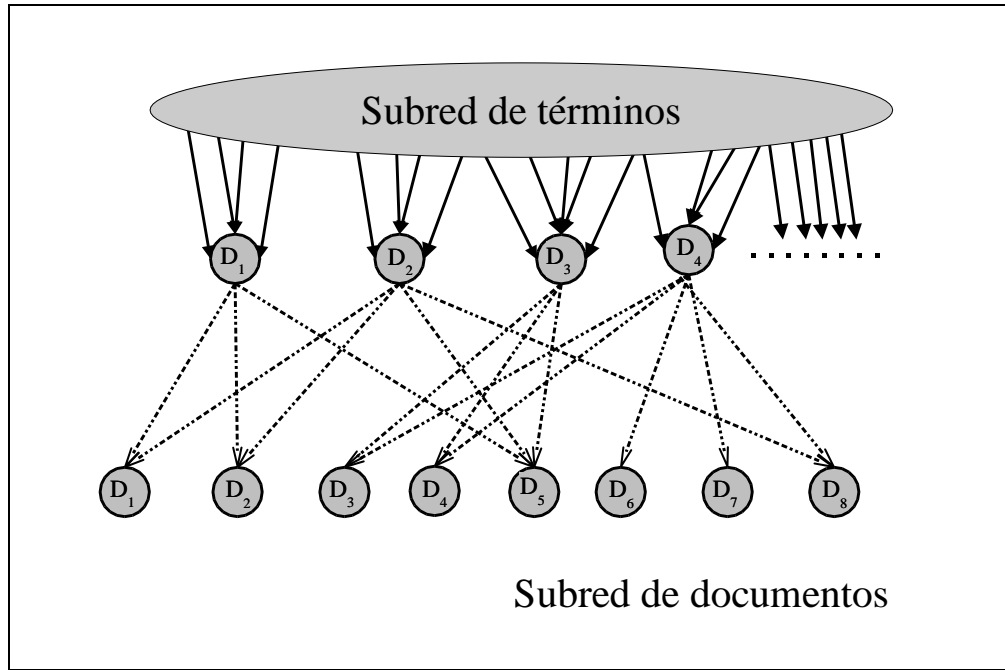 Subred de términos
D₁ D₂ D₃ D₄ ........
D₁ D₂ D₃ D₄ D₅ D₆ D₇ D₈
Subred de documentos